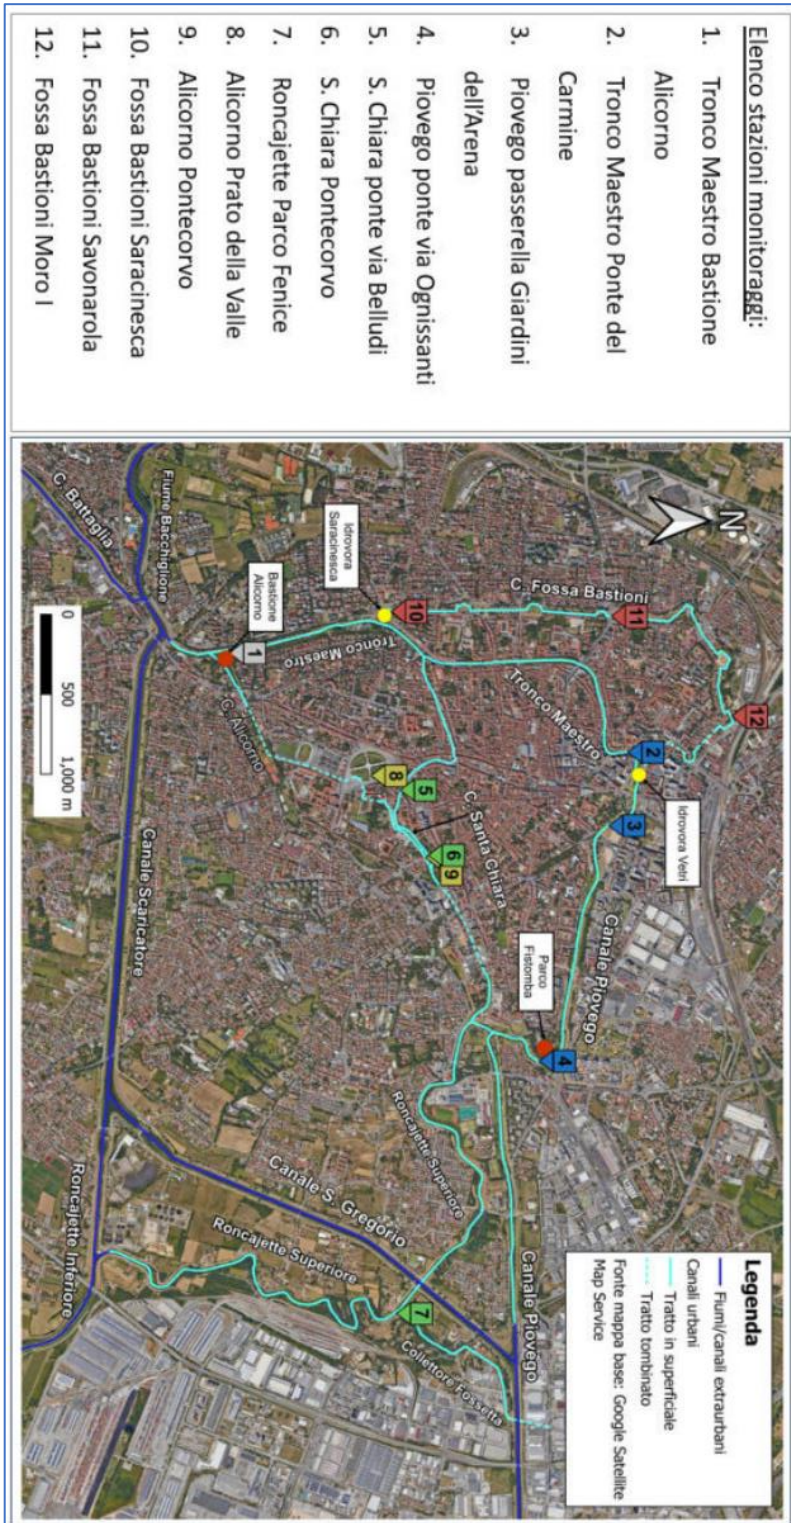 Elenco stazioni monitoraggi:
1. Tronco Maestro Bastione
Alicorno
2. Tronco Maestro Ponte del
Carmine
3. Piovego passerella Giardini
dell'Arena
4. Piovego ponte via Ognissanti
5. S. Chiara ponte via Belludi
6. S. Chiara Pontecorvo
7. Roncajette Parco Fenice
8. Alicorno Prato della Valle
9. Alicorno Pontecorvo
10. Fossa Bastioni Saracinesca
11. Fossa Bastioni Savonarola
12. Fossa Bastioni Moro I
N
C. Fossa Bastioni
11
12
10
Idrovora
Saracinesca
Tronco Maestro
Tronco Maestro
2
Idrovora Vetri
3
Canale Piovego
Parco
Fistomba
4
1
Bastione
Alicorno
C. Alicorno
8
5
C. Santa Chiara
6
9
Fiume Bacchiglione
C. Battaglia
Canale Scaricatore
Roncajette Superiore
Canale S. Gregorio
Roncajette Superiore
7
Canale Piovego
Collettore Fossetta
Roncajette Inferiore
0 500 1,000 m
Legenda
Fiumi/canali extraurbani
Canali urbani
Tratto in superficiale
Tratto tombinato
Fonte mappa base: Google Satellite
Map Service